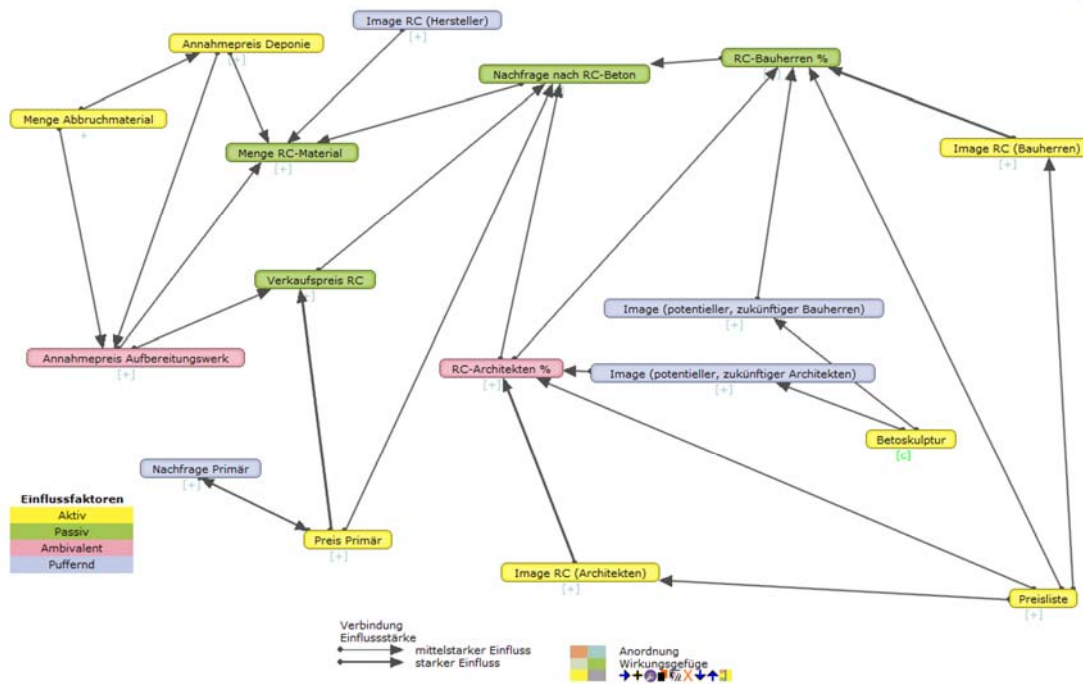 Image RC (Hersteller)
[+]
Annahmepreis Deponie
[+]
RC-Bauherren %
Nachfrage nach RC-Beton
[+]
Menge Abbruchmaterial
+
Menge RC-Material
[+]
Image RC (Bauherren)
[+]
Verkaufspreis RC
Image (potentieller, zukünftiger Bauherren)
[+]
Annahmepreis Aufbereitungswerk
[+]
RC-Architekten %
[+]
Image (potentieller, zukünftiger Architekten)
[+]
Betoskulptur
[c]
Nachfrage Primär
[+]
Einflussfaktoren
Aktiv
Passiv
Ambivalent
Puffernd
Preis Primär
[+]
Image RC (Architekten)
[+]
Preisliste
[+]
Verbindung
Einflussstärke
mittelstarker Einfluss
starker Einfluss
Anordnung
Wirkungsgefüge